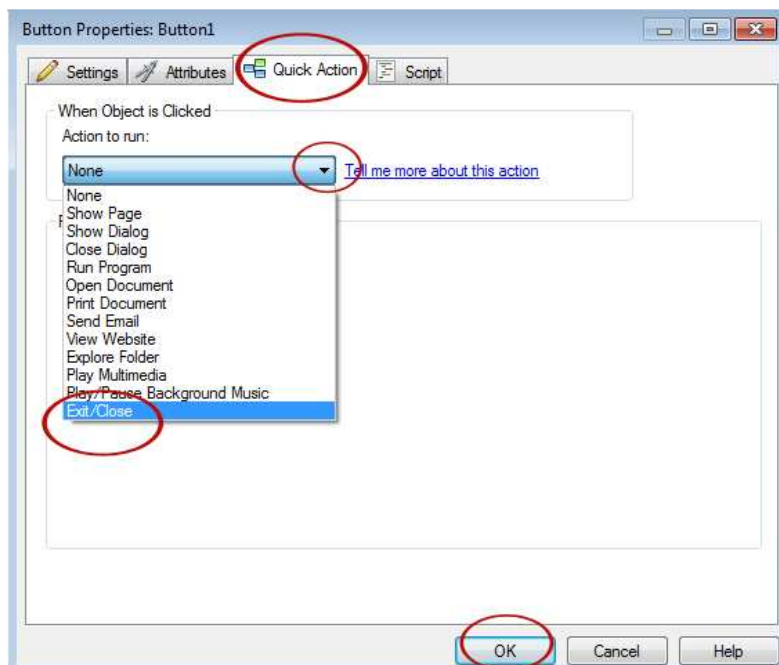 Button Properties: Button1
Settings Attributes Quick Action Script
When Object is Clicked
Action to run:
None Tell me more about this action
None
Show Page
Show Dialog
Close Dialog
Run Program
Open Document
Print Document
Send Email
View Website
Explore Folder
Play Multimedia
Play/Pause Background Music
Exit/Close
OK Cancel Help